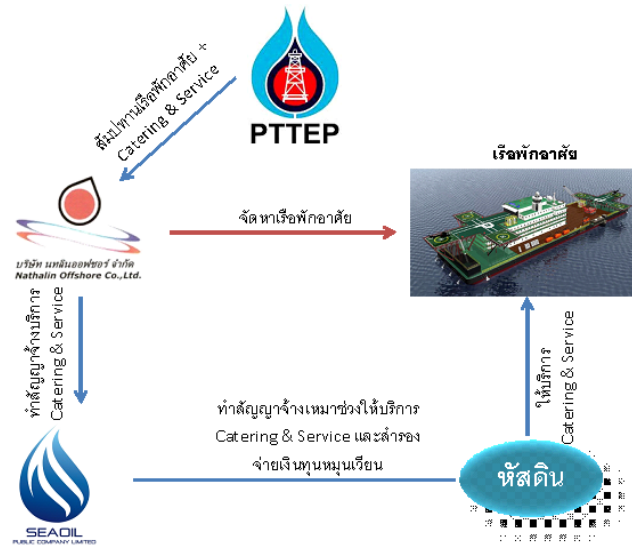 PTTEP
สัมปทานเรือพักอาศัย +
Catering & Service
เรือพักอาศัย
จัดหาเรือพักอาศัย
บริษัท นทลินออฟชอร์ จำกัด
Nathalin Offshore Co.,Ltd.
ทำสัญญาจ้างบริการ
Catering & Service
ให้บริการ
Catering & Service
ทำสัญญาจ้างเหมาช่วงให้บริการ
Catering & Service และสำรอง
จ่ายเงินทุนหมุนเวียน
หัสดิน
SEAOIL
PUBLIC COMPANY LIMITED